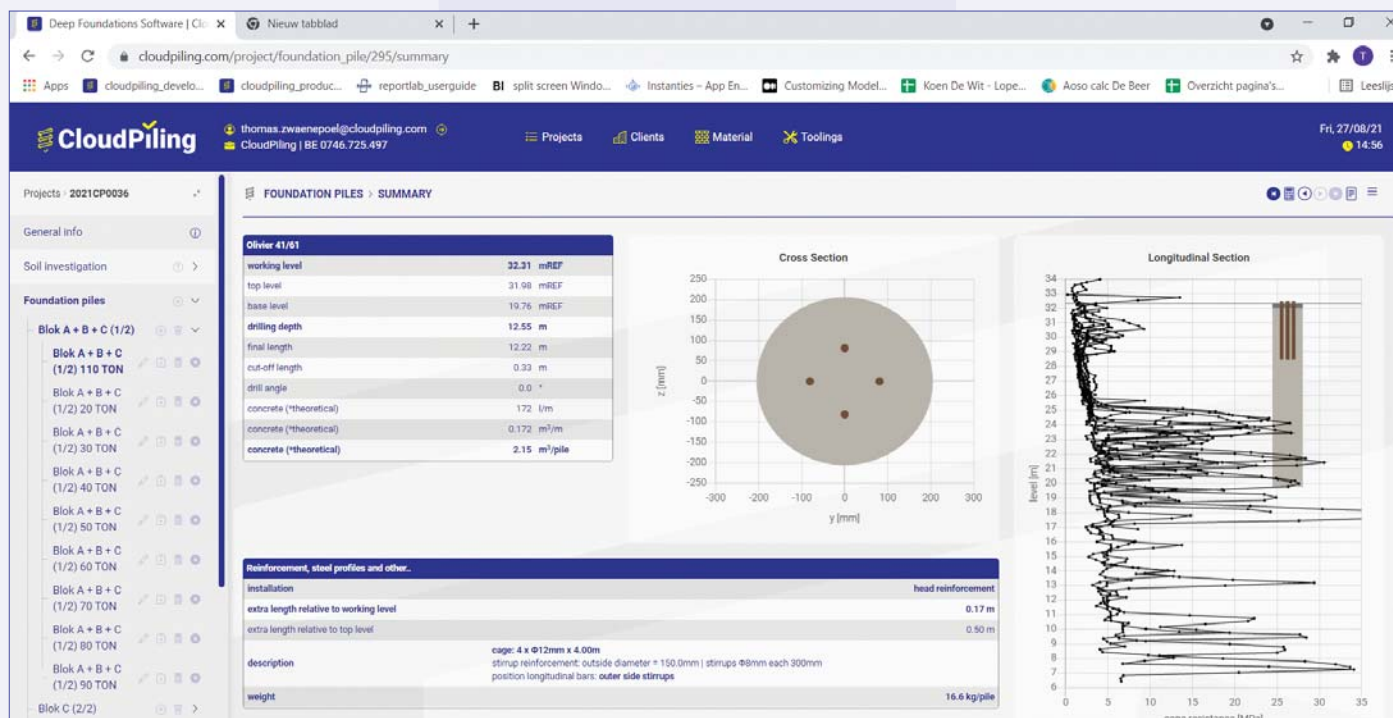 Deep Foundations Software | Clo
Nieuw tabblad
cloudpiling.com/project/foundation_pile/295/summary
T
Apps
cloudpiling_develo...
cloudpiling_produc...
reportlab_userguide
BI split screen Windo...
Instanties – App En...
Customizing Model...
Koen De Wit - Lope...
Aoso calc De Beer
Overzicht pagina's...
Leeslijs
CloudPiling
thomas.zwaenepoel@cloudpiling.com
CloudPiling | BE 0746.725.497
Projects
Clients
Material
Toolings
Fri, 27/08/21
14:56
Projects > 2021CP0036
General info
Soil investigation
Foundation piles
Blok A + B + C (1/2)
Blok A + B + C
(1/2) 110 TON
Blok A + B + C
(1/2) 20 TON
Blok A + B + C
(1/2) 30 TON
Blok A + B + C
(1/2) 40 TON
Blok A + B + C
(1/2) 50 TON
Blok A + B + C
(1/2) 60 TON
Blok A + B + C
(1/2) 70 TON
Blok A + B + C
(1/2) 80 TON
Blok A + B + C
(1/2) 90 TON
Blok C (2/2)
FOUNDATION PILES > SUMMARY
Olivier 41/61
working level 32.31 mREF
top level 31.98 mREF
base level 19.76 mREF
drilling depth 12.55 m
final length 12.22 m
cut-off length 0.33 m
drill angle 0.0 °
concrete (*theoretical) 172 l/m
concrete (*theoretical) 0.172 m³/m
concrete (*theoretical) 2.15 m³/pile
Cross Section
250
200
150
100
50
0
-50
-100
-150
-200
-250
z [mm]
-300 -200 -100 0 100 200 300
y [mm]
Longitudinal Section
34
33
32
31
30
29
28
27
26
25
24
23
22
21
20
19
18
17
16
15
14
13
12
11
10
9
8
7
6
level [m]
0 5 10 15 20 25 30 35
cone resistance [MPa]
Reinforcement, steel profiles and other..
installation head reinforcement
extra length relative to working level 0.17 m
extra length relative to top level 0.50 m
description
cage: 4 x Φ12mm x 4.00m
stirrup reinforcement: outside diameter = 150.0mm | stirrups Φ8mm each 300mm
position longitudinal bars: outer side stirrups
weight 16.6 kg/pile